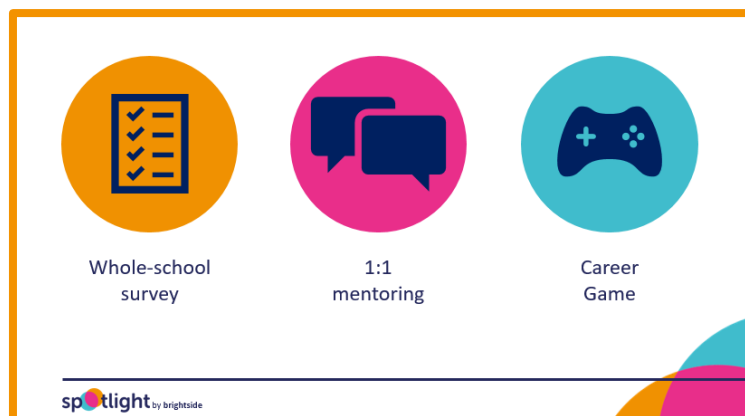 Whole-school
survey
1:1
mentoring
Career
Game
spotlight by brightside